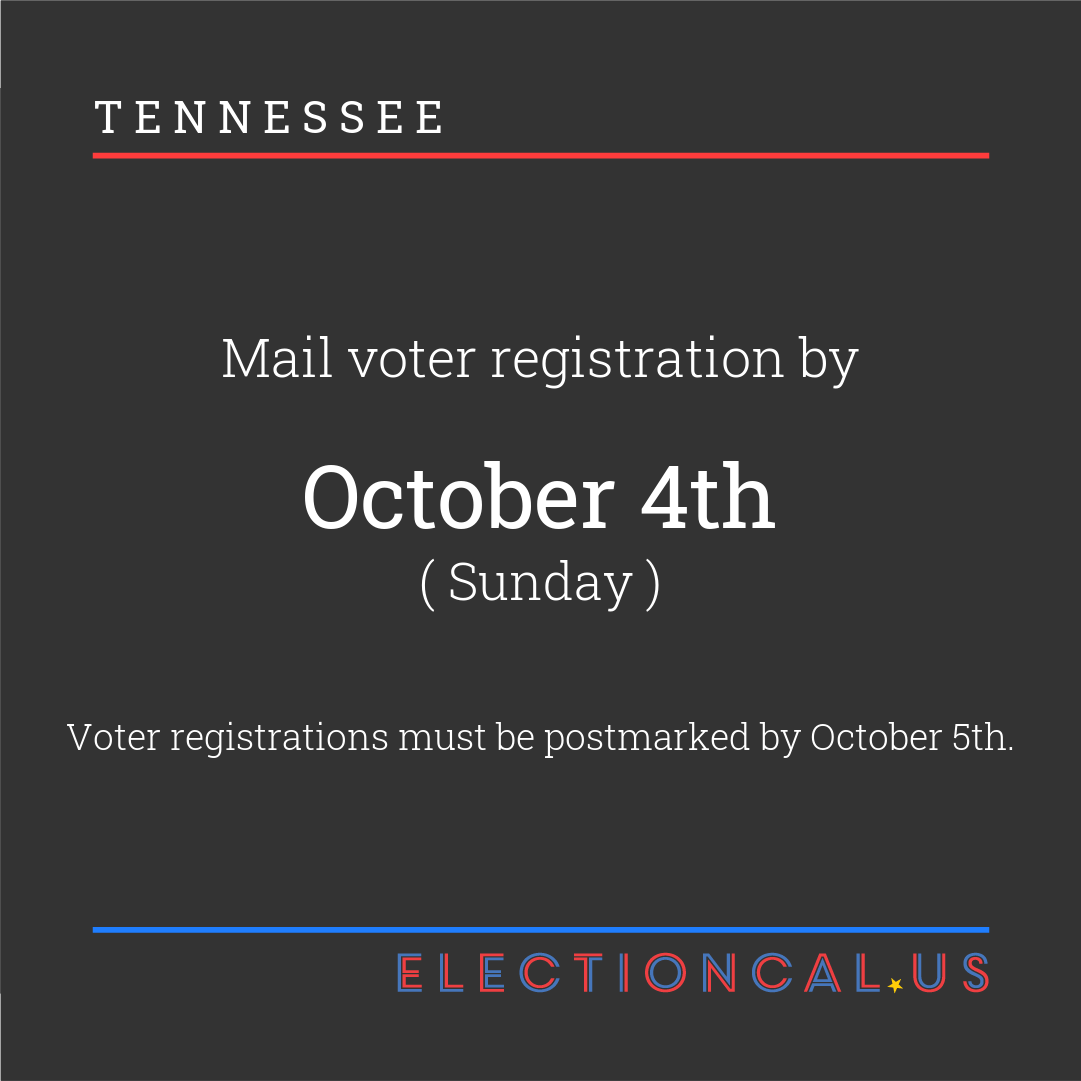 TENNESSEE
Mail voter registration by
October 4th
( Sunday )
Voter registrations must be postmarked by October 5th.
ELECTIONCAL.US